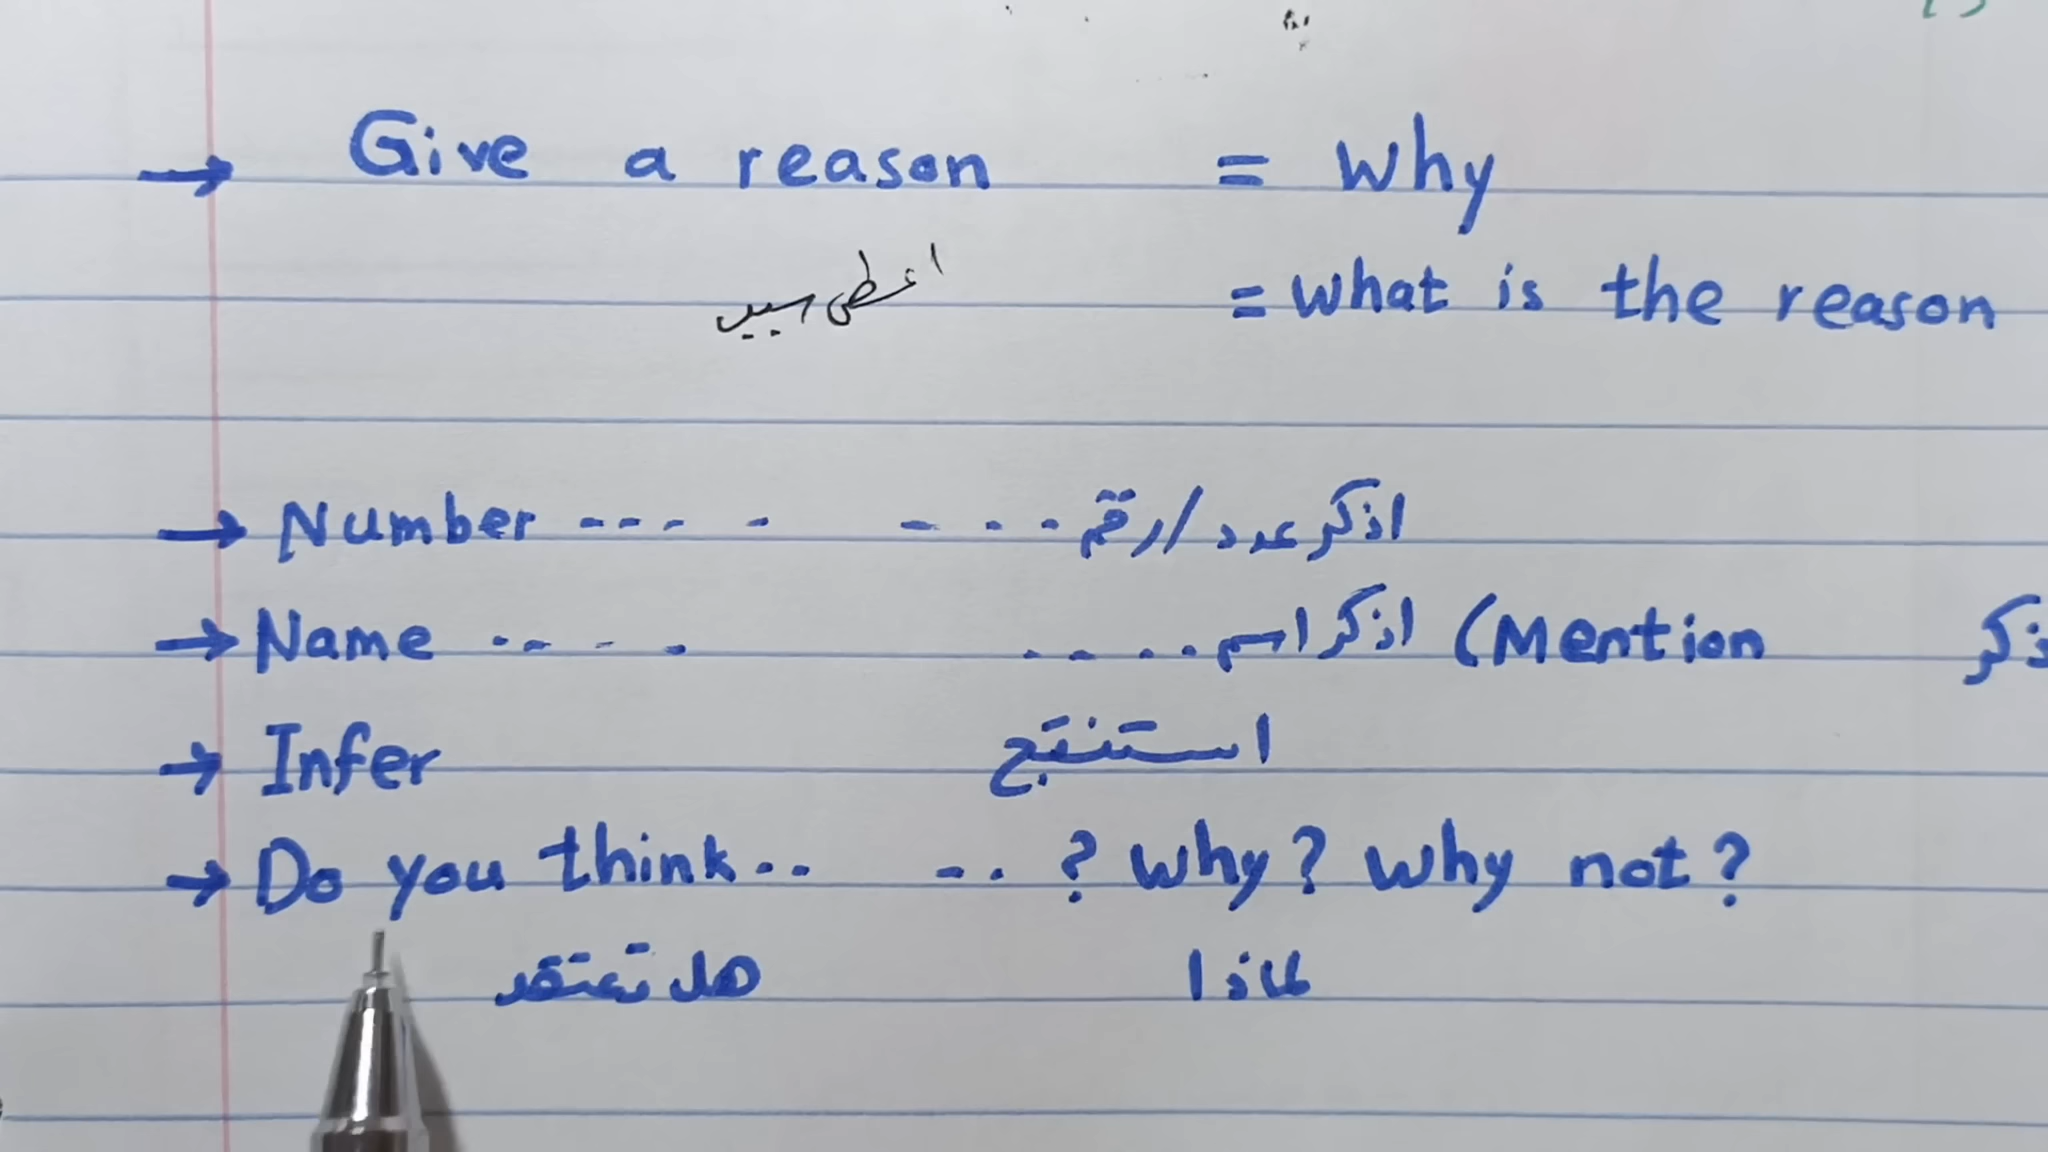 → Give a reason = Why
اعطي سبب = What is the reason
→ Number ---- - - - - اذكر عدد/رقم
→ Name ----- ---- اذكر اسم (Mention
→ Infer استنتج
→ Do you think.. --. ? Why? Why not?
هل تعتقد لماذا